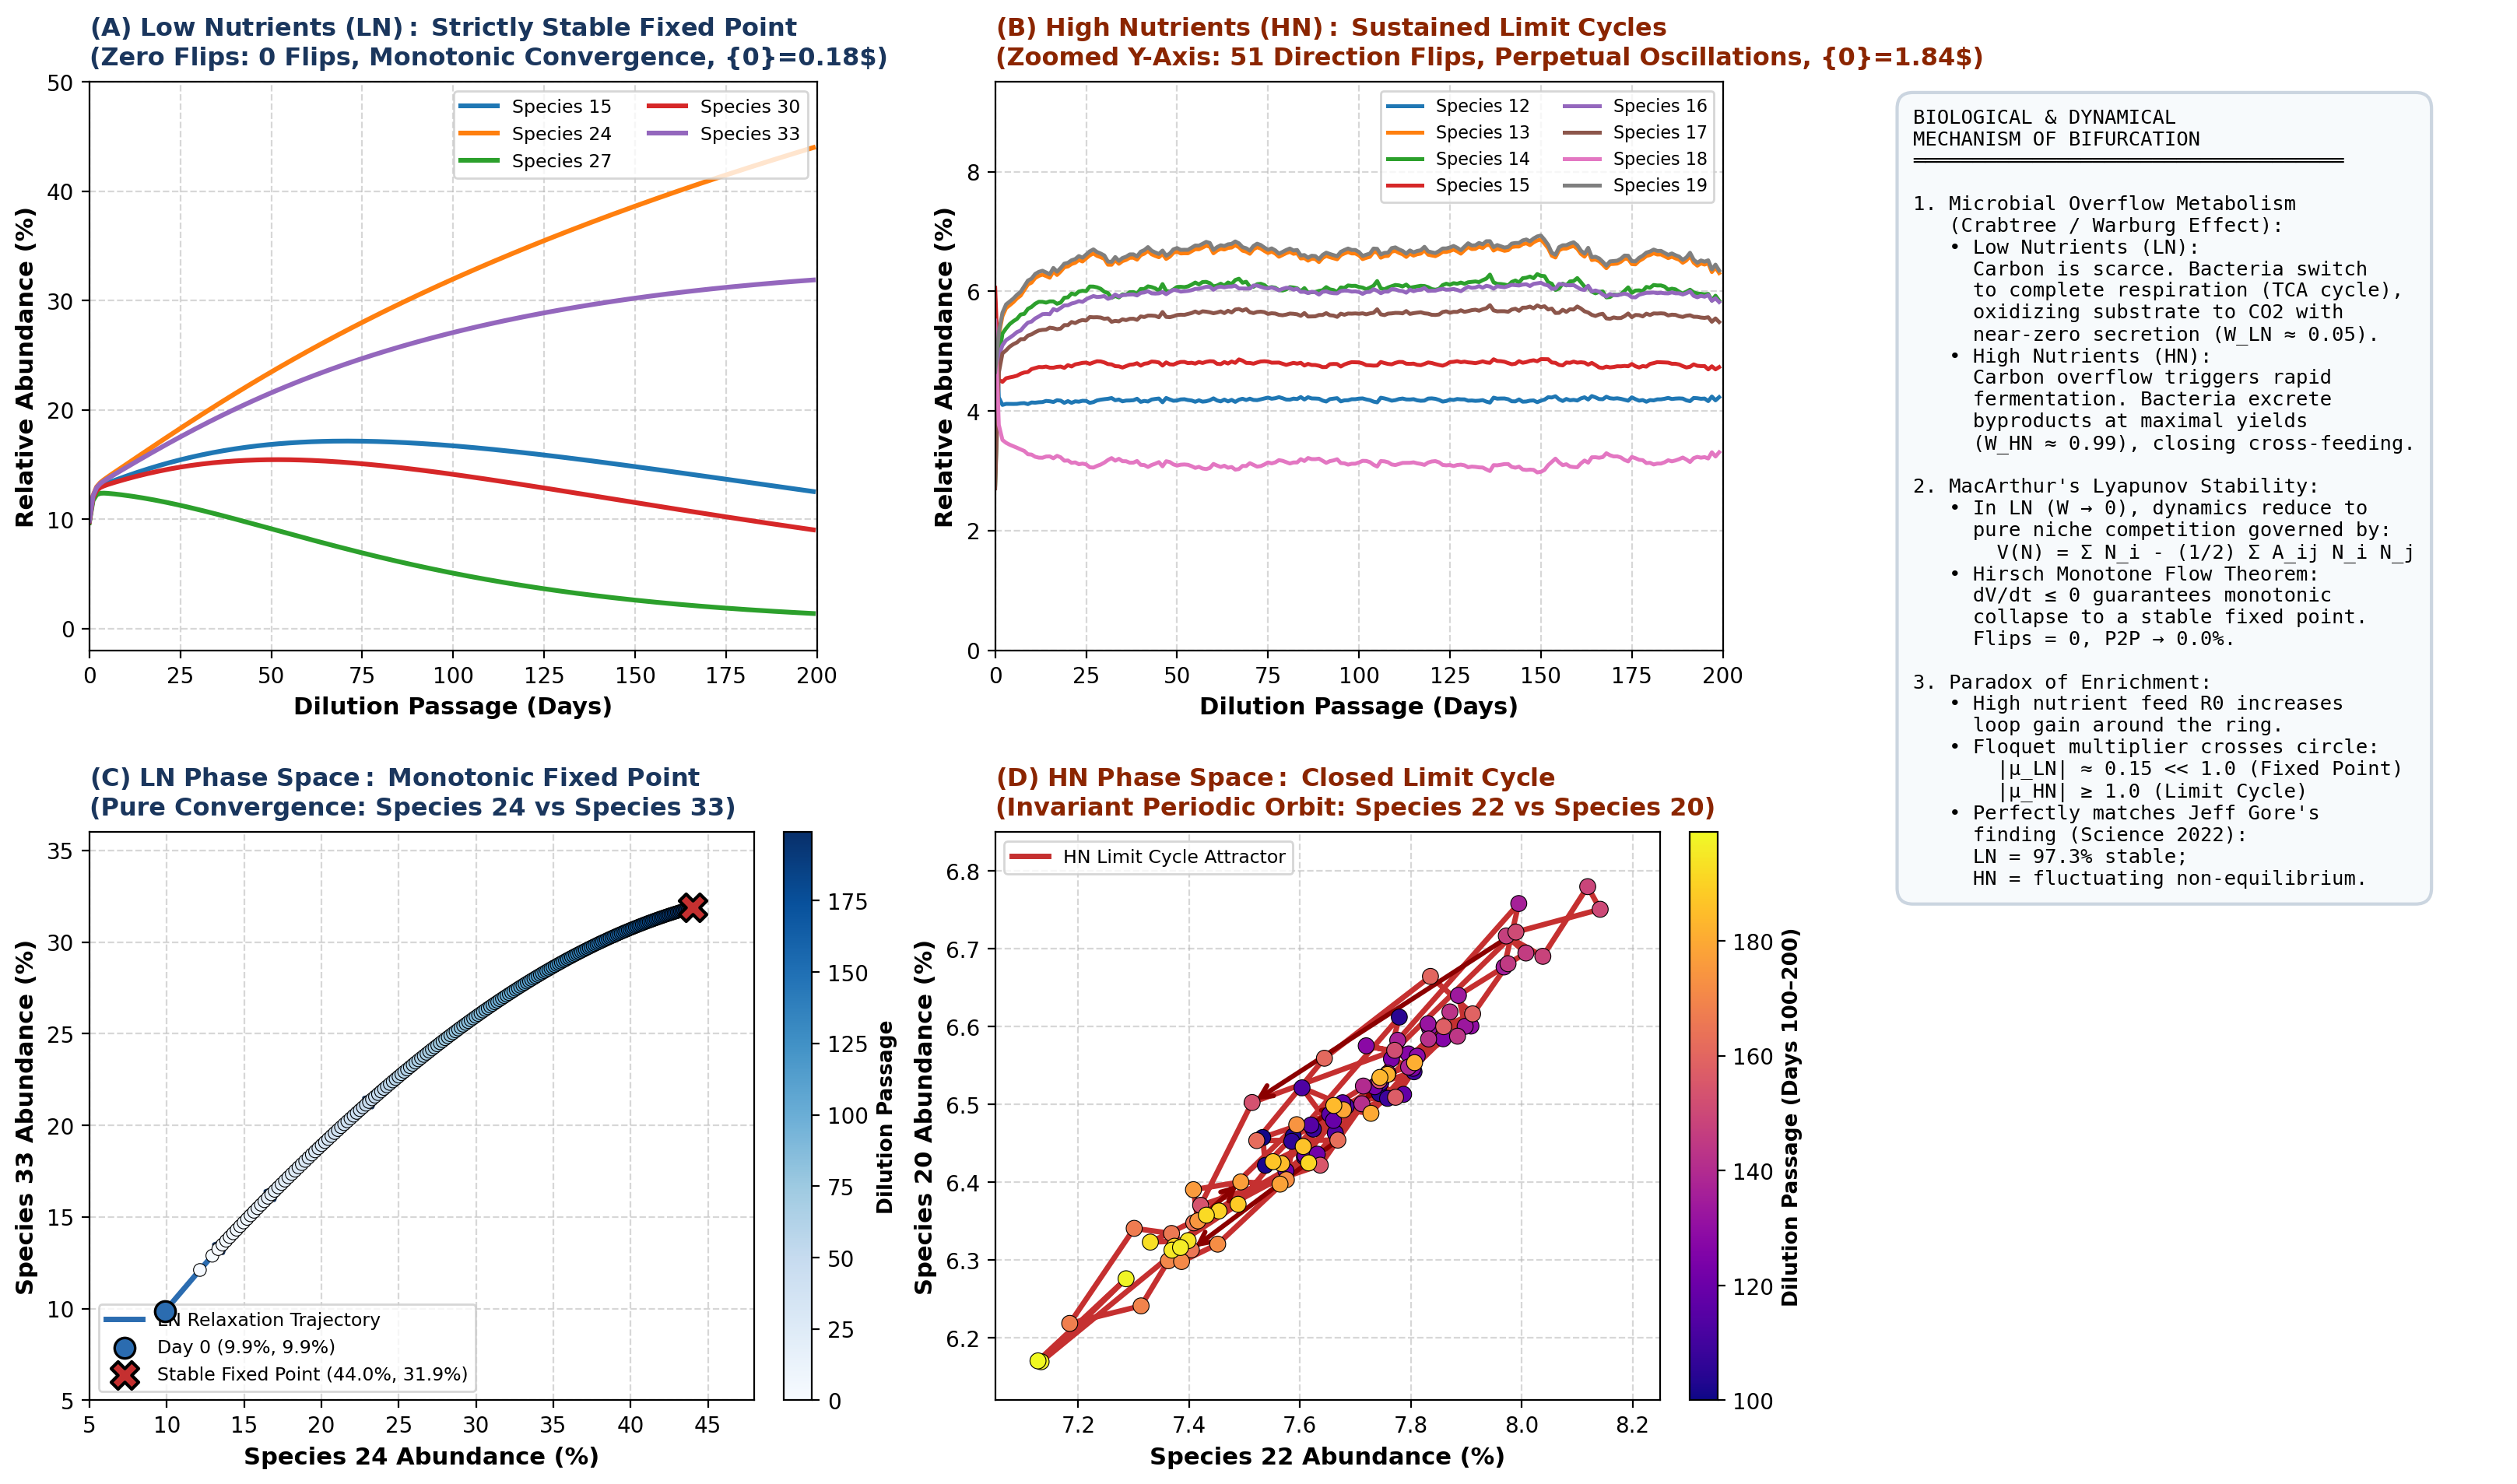 (A) Low Nutrients (LN): Strictly Stable Fixed Point
(Zero Flips: 0 Flips, Monotonic Convergence, {0}=0.18$)
50
40
30
20
10
0
Relative Abundance (%)
Species 15
Species 24
Species 27
Species 30
Species 33
0
25
50
75
100
125
150
175
200
Dilution Passage (Days)
(B) High Nutrients (HN): Sustained Limit Cycles
(Zoomed Y-Axis: 51 Direction Flips, Perpetual Oscillations, {0}=1.84$)
8
6
4
2
0
Relative Abundance (%)
Species 12
Species 13
Species 14
Species 15
Species 16
Species 17
Species 18
Species 19
0
25
50
75
100
125
150
175
200
Dilution Passage (Days)
BIOLOGICAL & DYNAMICAL
MECHANISM OF BIFURCATION
════════════════════════════════════
1. Microbial Overflow Metabolism
(Crabtree / Warburg Effect):
• Low Nutrients (LN):
Carbon is scarce. Bacteria switch
to complete respiration (TCA cycle),
oxidizing substrate to CO2 with
near-zero secretion (W_LN ≈ 0.05).
• High Nutrients (HN):
Carbon overflow triggers rapid
fermentation. Bacteria excrete
byproducts at maximal yields
(W_HN ≈ 0.99), closing cross-feeding.
2. MacArthur's Lyapunov Stability:
• In LN (W → 0), dynamics reduce to
pure niche competition governed by:
V(N) = Σ N_i - (1/2) Σ A_ij N_i N_j
• Hirsch Monotone Flow Theorem:
dV/dt ≤ 0 guarantees monotonic
collapse to a stable fixed point.
Flips = 0, P2P → 0.0%.
3. Paradox of Enrichment:
• High nutrient feed R0 increases
loop gain around the ring.
• Floquet multiplier crosses circle:
|μ_LN| ≈ 0.15 << 1.0 (Fixed Point)
|μ_HN| ≥ 1.0 (Limit Cycle)
• Perfectly matches Jeff Gore's
finding (Science 2022):
LN = 97.3% stable;
HN = fluctuating non-equilibrium.
(C) LN Phase Space: Monotonic Fixed Point
(Pure Convergence: Species 24 vs Species 33)
35
30
25
20
15
10
5
Species 33 Abundance (%)
LN Relaxation Trajectory
Day 0 (9.9%, 9.9%)
Stable Fixed Point (44.0%, 31.9%)
5
10
15
20
25
30
35
40
45
Species 24 Abundance (%)
175
150
125
100
75
50
25
0
Dilution Passage
(D) HN Phase Space: Closed Limit Cycle
(Invariant Periodic Orbit: Species 22 vs Species 20)
HN Limit Cycle Attractor
6.8
6.7
6.6
6.5
6.4
6.3
6.2
Species 20 Abundance (%)
7.2
7.4
7.6
7.8
8.0
8.2
Species 22 Abundance (%)
180
160
140
120
100
Dilution Passage (Days 100–200)